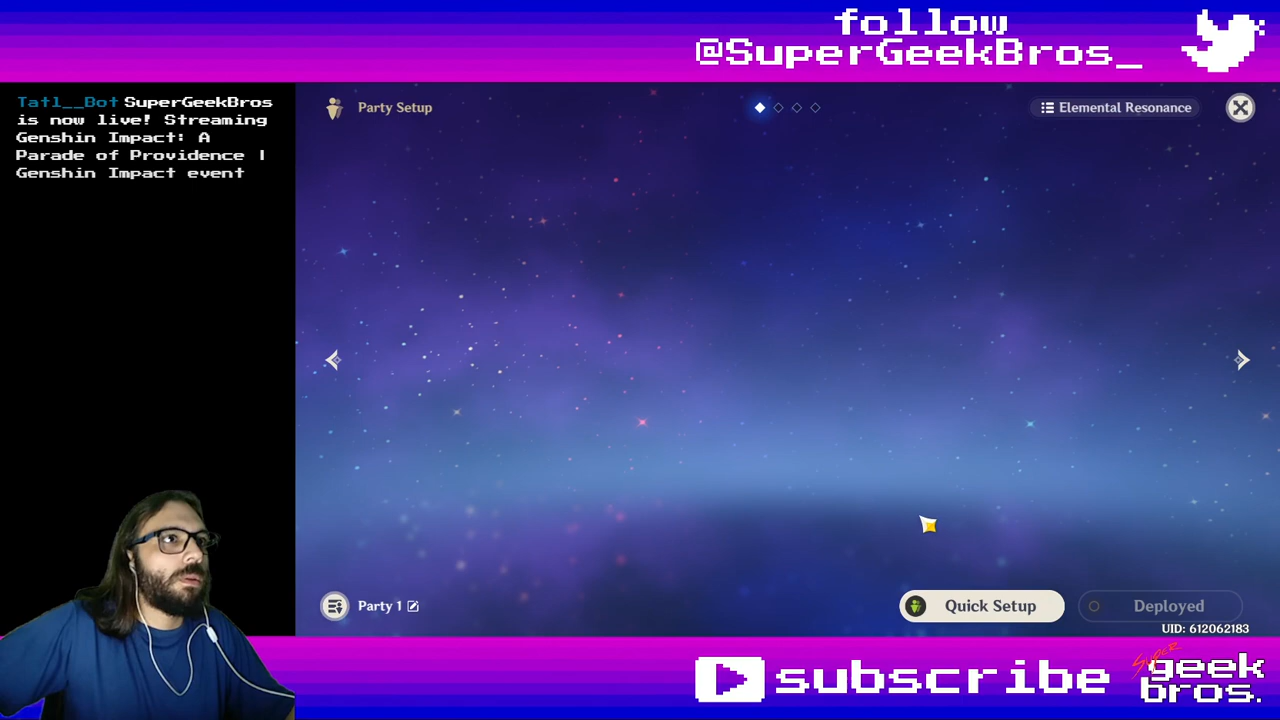 follow
@SuperGeekBros_
Tatl__Bot SuperGeekBros
is now live! Streaming
Genshin Impact: A
Parade of Providence |
Genshin Impact event
Party Setup
Elemental Resonance
Party 1
Quick Setup
Deployed
UID: 612062183
subscribe
super
geek
bros.